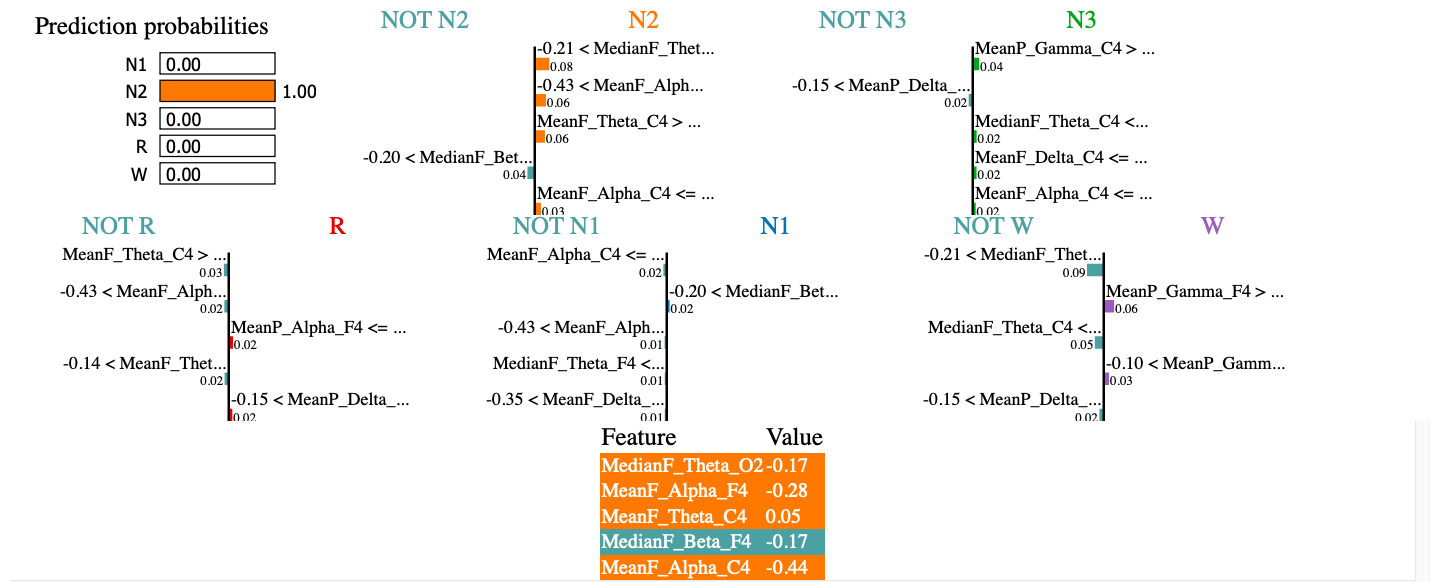 Prediction probabilities
N1 0.00
N2 1.00
N3 0.00
R 0.00
W 0.00
NOT N2 N2
-0.21 < MedianF_Thet...
0.08
-0.43 < MeanF_Alph...
0.06
MeanF_Theta_C4 > ...
0.06
-0.20 < MedianF_Bet...
0.04
MeanF_Alpha_C4 <= ...
0.03
NOT N3 N3
MeanP_Gamma_C4 > ...
0.04
-0.15 < MeanP_Delta_...
0.02
MedianF_Theta_C4 <...
0.02
MeanF_Delta_C4 <= ...
0.02
MeanF_Alpha_C4 <= ...
0.02
NOT R R
MeanF_Theta_C4 > ...
0.03
-0.43 < MeanF_Alph...
0.02
MeanP_Alpha_F4 <= ...
0.02
-0.14 < MeanF_Thet...
0.02
-0.15 < MeanP_Delta_...
0.02
NOT N1 N1
MeanF_Alpha_C4 <= ...
0.02
-0.20 < MedianF_Bet...
0.02
-0.43 < MeanF_Alph...
0.01
MedianF_Theta_F4 <...
0.01
-0.35 < MeanF_Delta_...
0.01
NOT W W
-0.21 < MedianF_Thet...
0.09
MeanP_Gamma_F4 > ...
0.06
MedianF_Theta_C4 <...
0.05
-0.10 < MeanP_Gamm...
0.03
-0.15 < MeanP_Delta_...
0.02
Feature Value
MedianF_Theta_O2 -0.17
MeanF_Alpha_F4 -0.28
MeanF_Theta_C4 0.05
MedianF_Beta_F4 -0.17
MeanF_Alpha_C4 -0.44